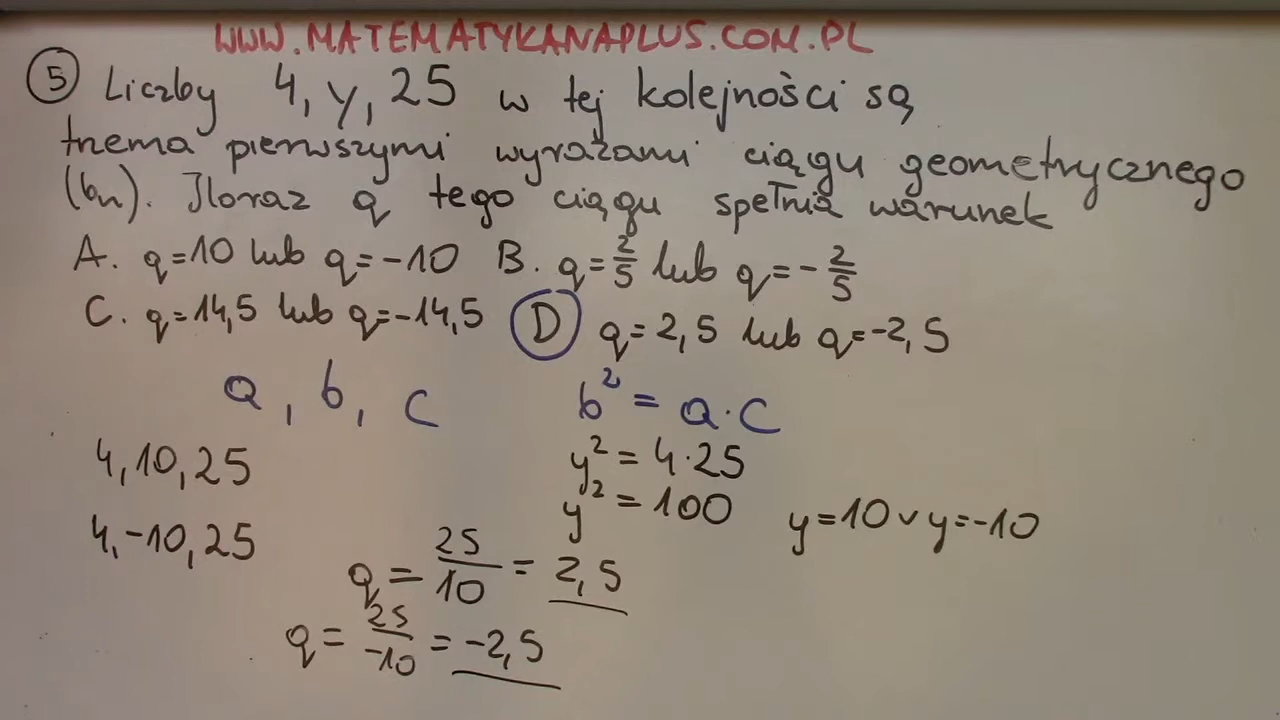 WWW.MATEMATYKANAPLUS.COM.PL
5 Liczby 4, y, 25 w tej kolejności są
trzema pierwszymi wyrazami ciągu geometrycznego
(bn). Iloraz q tego ciągu spełnia warunek
A. q=10 lub q=-10 B. q=2/5 lub q=-2/5
C. q=14,5 lub q=-14,5 D q=2,5 lub q=-2,5
a, b, c b² = a·c
4,10,25 y² = 4·25
y² = 100 y=10 ∨ y=-10
4,-10,25
q = 25/10 = 2,5
q = 25/-10 = -2,5